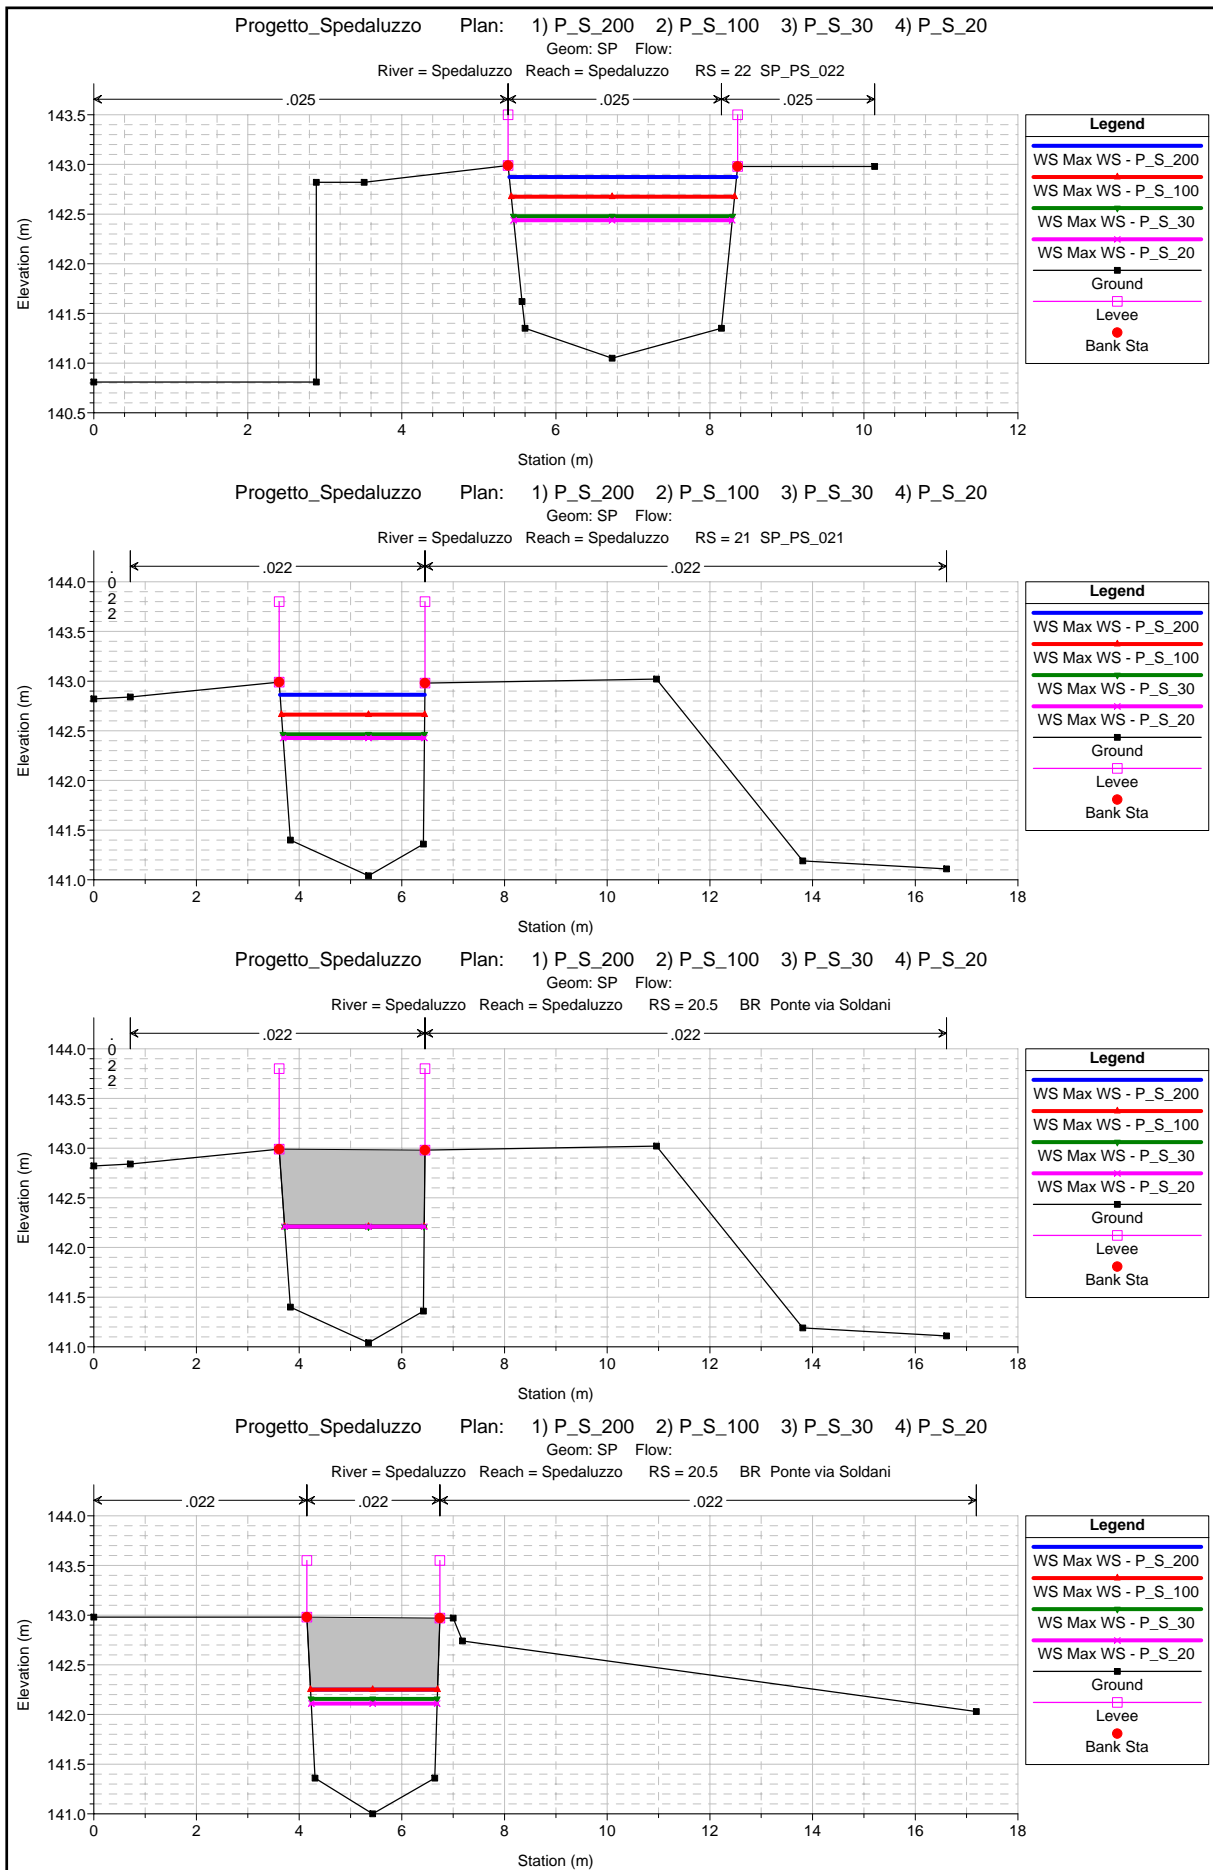 Progetto_Spedaluzzo Plan: 1) P_S_200 2) P_S_100 3) P_S_30 4) P_S_20
Geom: SP Flow:
River = Spedaluzzo Reach = Spedaluzzo RS = 22 SP_PS_022
.025 .025 .025
143.5
143.0
142.5
142.0
141.5
141.0
140.5
Elevation (m)
0 2 4 6 8 10 12
Station (m)
Legend
WS Max WS - P_S_200
WS Max WS - P_S_100
WS Max WS - P_S_30
WS Max WS - P_S_20
Ground
Levee
Bank Sta
Progetto_Spedaluzzo Plan: 1) P_S_200 2) P_S_100 3) P_S_30 4) P_S_20
Geom: SP Flow:
River = Spedaluzzo Reach = Spedaluzzo RS = 21 SP_PS_021
.022 .022 .022
144.0
143.5
143.0
142.5
142.0
141.5
141.0
Elevation (m)
0 2 4 6 8 10 12 14 16 18
Station (m)
Legend
WS Max WS - P_S_200
WS Max WS - P_S_100
WS Max WS - P_S_30
WS Max WS - P_S_20
Ground
Levee
Bank Sta
Progetto_Spedaluzzo Plan: 1) P_S_200 2) P_S_100 3) P_S_30 4) P_S_20
Geom: SP Flow:
River = Spedaluzzo Reach = Spedaluzzo RS = 20.5 BR Ponte via Soldani
.022 .022 .022
144.0
143.5
143.0
142.5
142.0
141.5
141.0
Elevation (m)
0 2 4 6 8 10 12 14 16 18
Station (m)
Legend
WS Max WS - P_S_200
WS Max WS - P_S_100
WS Max WS - P_S_30
WS Max WS - P_S_20
Ground
Levee
Bank Sta
Progetto_Spedaluzzo Plan: 1) P_S_200 2) P_S_100 3) P_S_30 4) P_S_20
Geom: SP Flow:
River = Spedaluzzo Reach = Spedaluzzo RS = 20.5 BR Ponte via Soldani
.022 .022 .022
144.0
143.5
143.0
142.5
142.0
141.5
141.0
Elevation (m)
0 2 4 6 8 10 12 14 16 18
Station (m)
Legend
WS Max WS - P_S_200
WS Max WS - P_S_100
WS Max WS - P_S_30
WS Max WS - P_S_20
Ground
Levee
Bank Sta